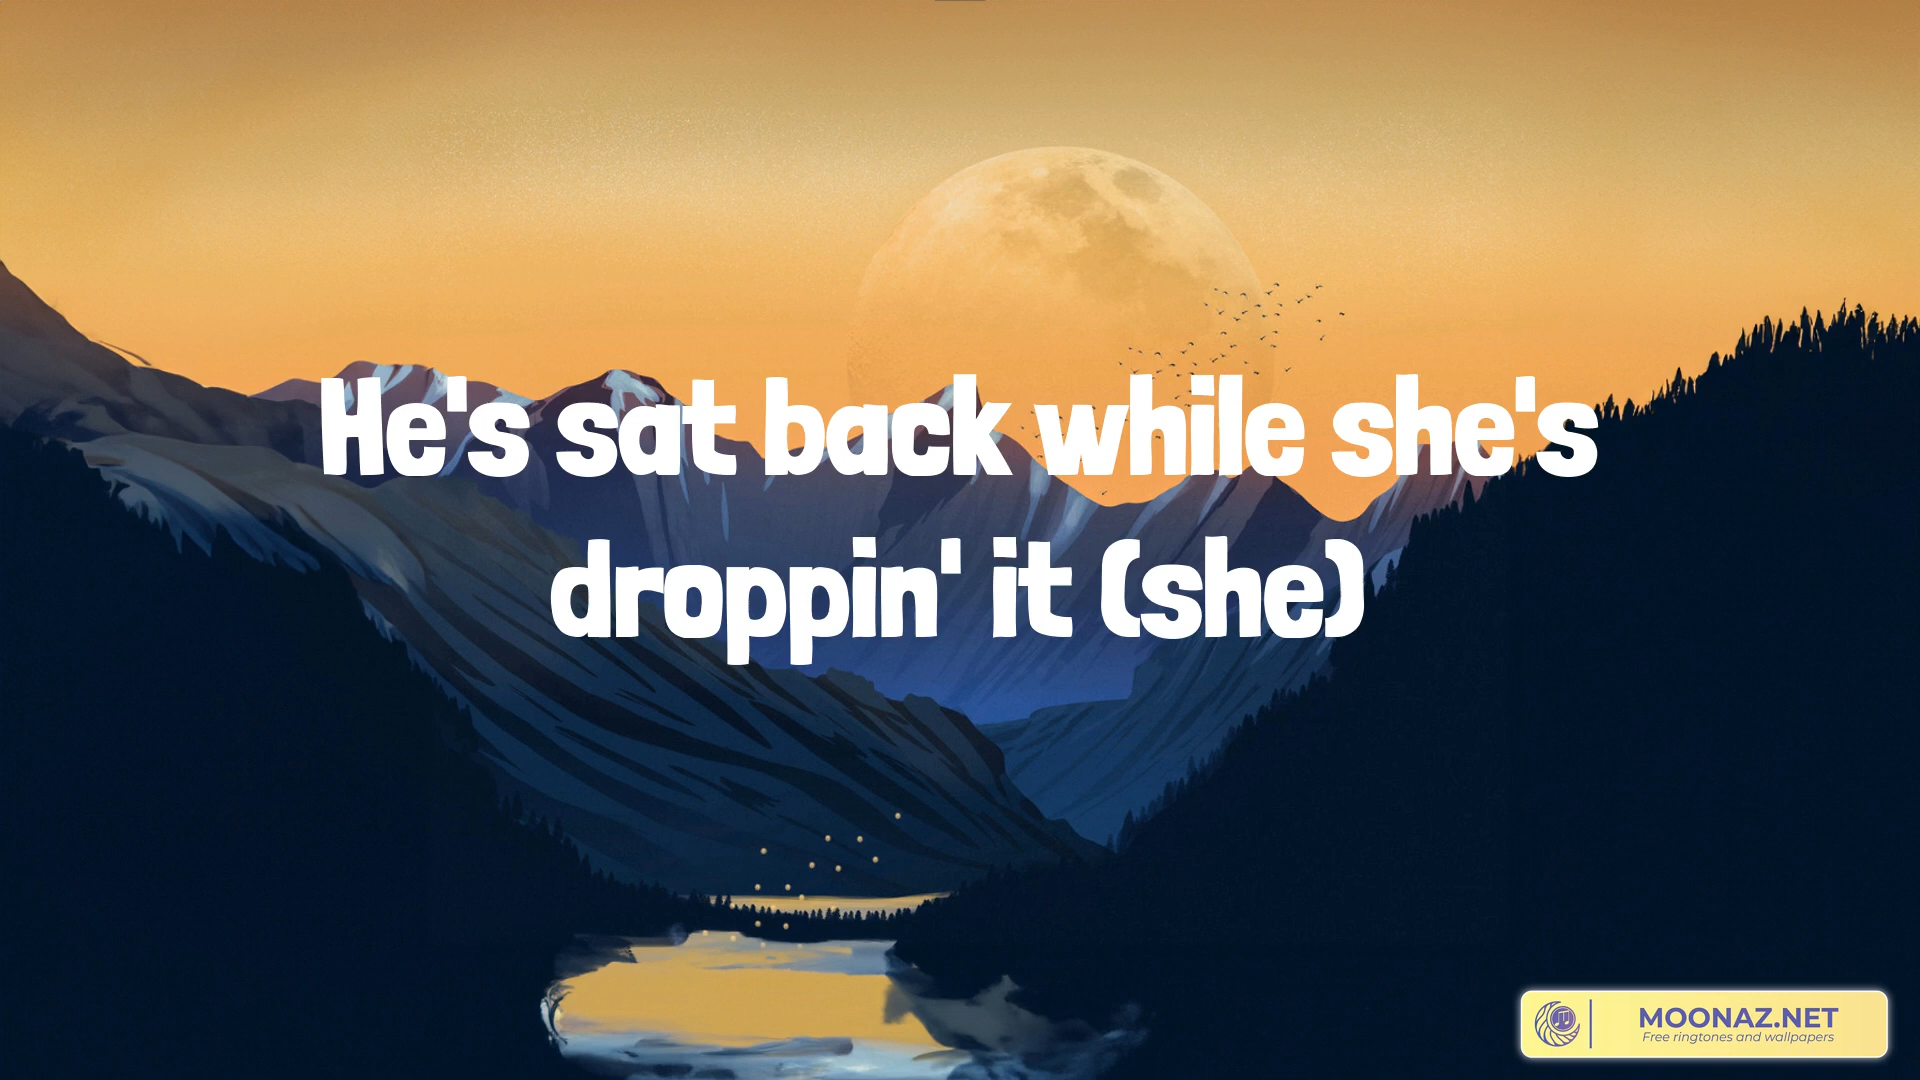 He's sat back while she's
droppin' it (she)
MOONAZ.NET
Free ringtones and wallpapers